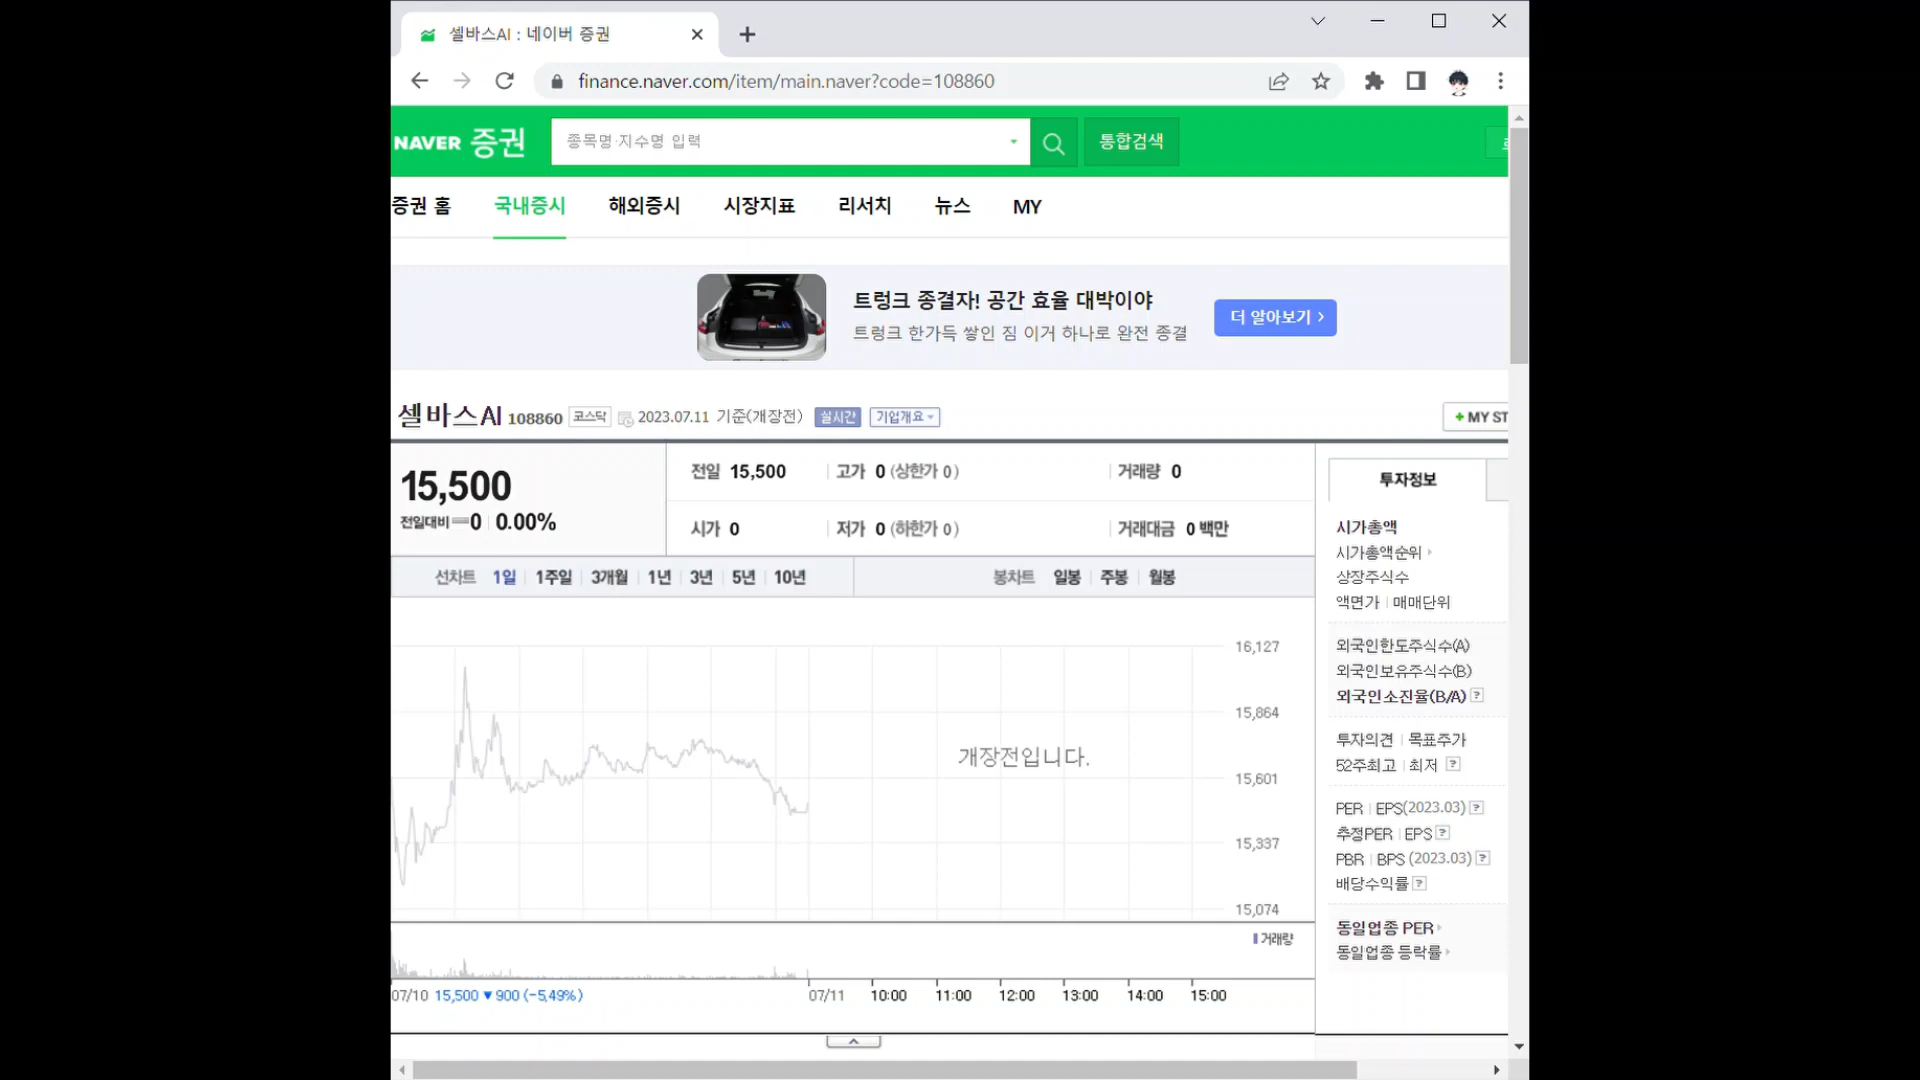 셀바스AI : 네이버 증권
finance.naver.com/item/main.naver?code=108860
NAVER 증권
종목명·지수명 입력
통합검색
증권 홈
국내증시
해외증시
시장지표
리서치
뉴스
MY
트렁크 종결자! 공간 효율 대박이야
트렁크 한가득 쌓인 짐 이거 하나로 완전 종결
더 알아보기
셀바스AI 108860 코스닥 2023.07.11 기준(개장전) 실시간 기업개요
+ MY ST
15,500
전일대비 0 0.00%
전일 15,500 고가 0 (상한가 0) 거래량 0
시가 0 저가 0 (하한가 0) 거래대금 0 백만
선차트 1일 1주일 3개월 1년 3년 5년 10년
봉차트 일봉 주봉 월봉
16,127
15,864
개장전입니다.
15,601
15,337
15,074
거래량
07/10 15,500 ▼ 900 (-5.49%)
07/11 10:00 11:00 12:00 13:00 14:00 15:00
투자정보
시가총액
시가총액순위
상장주식수
액면가 매매단위
외국인한도주식수(A)
외국인보유주식수(B)
외국인소진율(B/A) ?
투자의견 목표주가
52주최고 최저 ?
PER EPS(2023.03) ?
추정PER EPS ?
PBR BPS (2023.03) ?
배당수익률 ?
동일업종 PER
동일업종 등락률